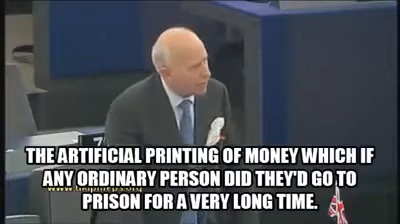 7
THE ARTIFICIAL PRINTING OF MONEY WHICH IF
ANY ORDINARY PERSON DID THEY'D GO TO
PRISON FOR A VERY LONG TIME.